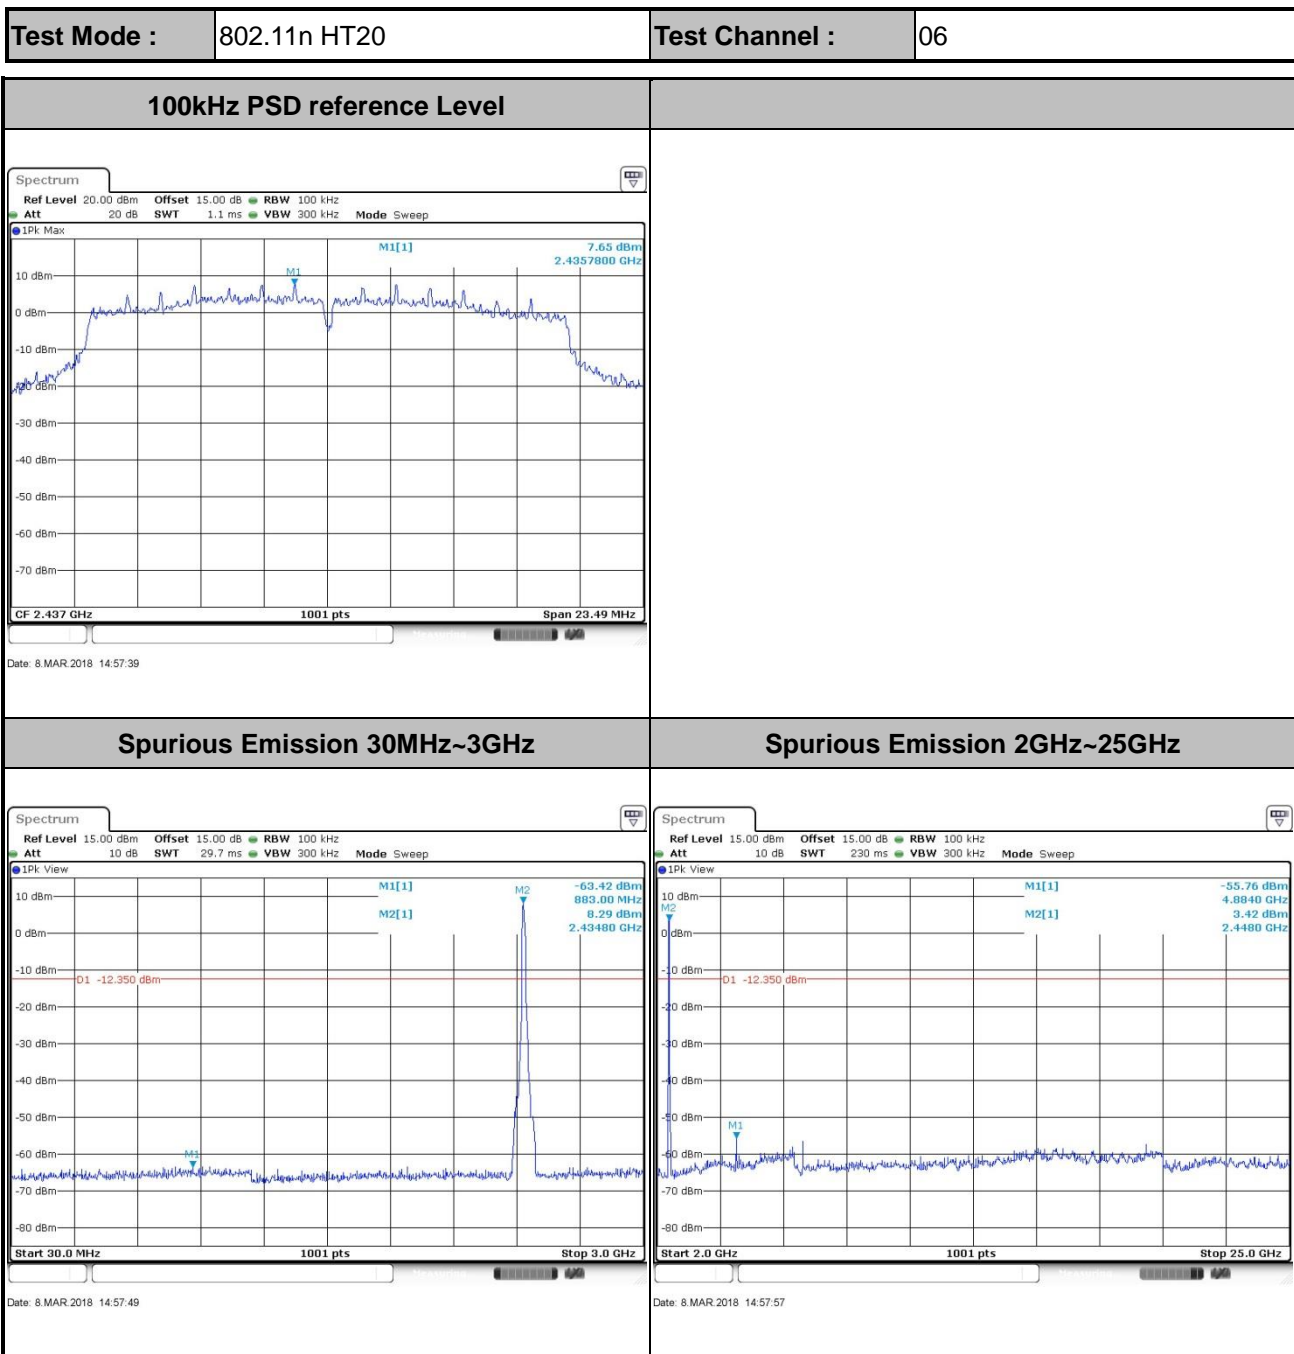 Test Mode : 802.11n HT20 Test Channel : 06
100kHz PSD reference Level
Spectrum
Ref Level 20.00 dBm Offset 15.00 dB RBW 100 kHz
Att 20 dB SWT 1.1 ms VBW 300 kHz Mode Sweep
1Pk Max
M1[1] 7.65 dBm
2.4357800 GHz
M1
10 dBm
0 dBm
-10 dBm
-20 dBm
-30 dBm
-40 dBm
-50 dBm
-60 dBm
-70 dBm
CF 2.437 GHz 1001 pts Span 23.49 MHz
Date: 8.MAR.2018 14:57:39
Spurious Emission 30MHz~3GHz
Spectrum
Ref Level 15.00 dBm Offset 15.00 dB RBW 100 kHz
Att 10 dB SWT 29.7 ms VBW 300 kHz Mode Sweep
1Pk View
M1[1] -63.42 dBm
883.00 MHz
M2[1] 8.29 dBm
2.43480 GHz
M2
10 dBm
0 dBm
-10 dBm
D1 -12.350 dBm
-20 dBm
-30 dBm
-40 dBm
-50 dBm
-60 dBm
M1
-70 dBm
-80 dBm
Start 30.0 MHz 1001 pts Stop 3.0 GHz
Date: 8.MAR.2018 14:57:49
Spurious Emission 2GHz~25GHz
Spectrum
Ref Level 15.00 dBm Offset 15.00 dB RBW 100 kHz
Att 10 dB SWT 230 ms VBW 300 kHz Mode Sweep
1Pk View
M1[1] -55.76 dBm
4.8840 GHz
M2[1] 3.42 dBm
2.4480 GHz
10 dBm
M2
0 dBm
-10 dBm
D1 -12.350 dBm
-20 dBm
-30 dBm
-40 dBm
-50 dBm
M1
-60 dBm
-70 dBm
-80 dBm
Start 2.0 GHz 1001 pts Stop 25.0 GHz
Date: 8.MAR.2018 14:57:57